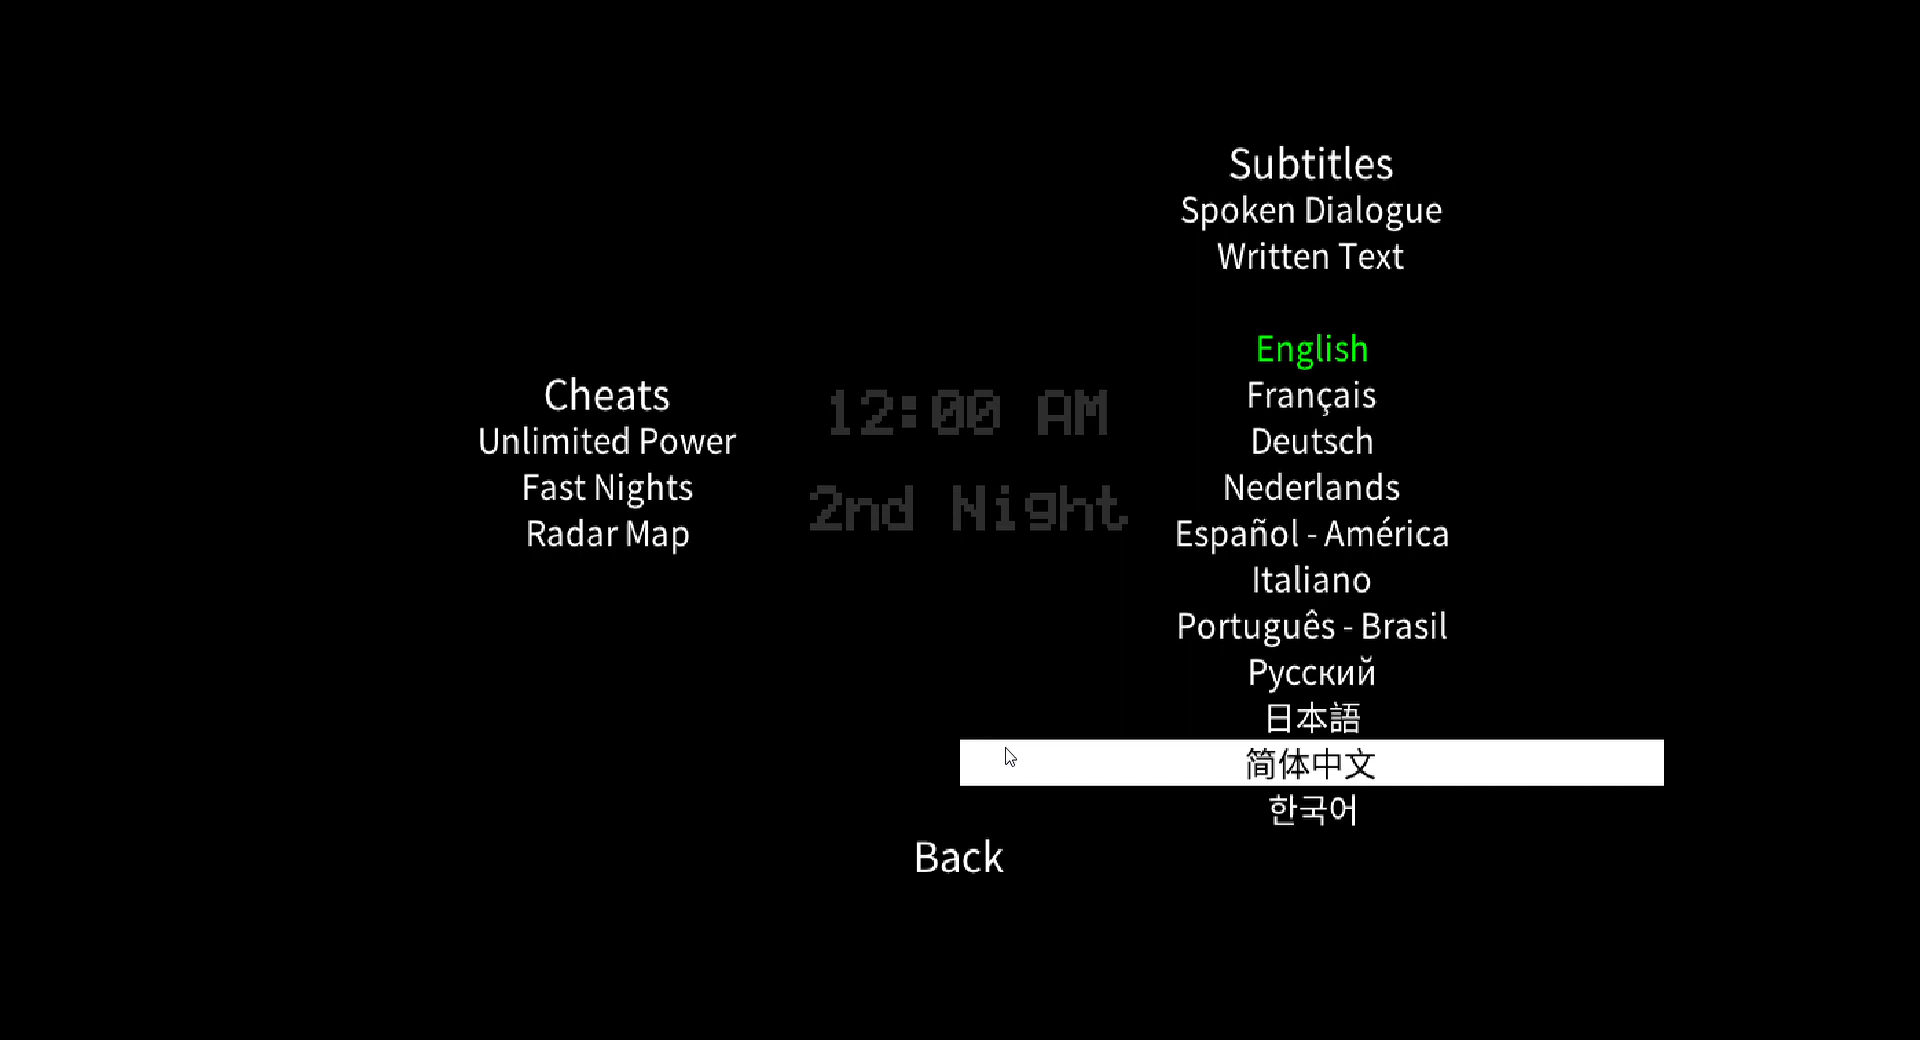 Subtitles
Spoken Dialogue
Written Text
English
Français
Deutsch
Nederlands
Español - América
Italiano
Português - Brasil
Русский
日本語
简体中文
한국어
Cheats
Unlimited Power
Fast Nights
Radar Map
12:00 AM
2nd Night
Back